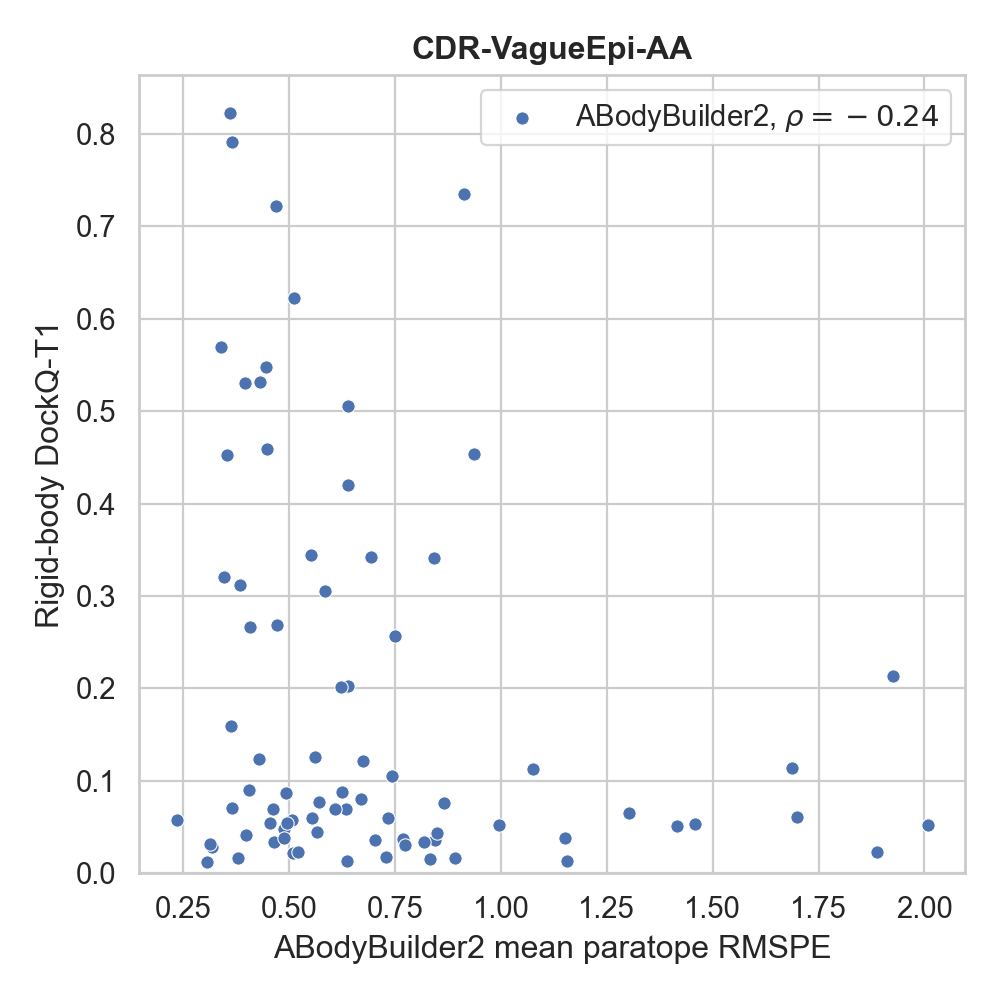 CDR-VagueEpi-AA
ABodyBuilder2, ρ = − 0.24
Rigid-body DockQ-T1
0.8
0.7
0.6
0.5
0.4
0.3
0.2
0.1
0.0
0.25 0.50 0.75 1.00 1.25 1.50 1.75 2.00
ABodyBuilder2 mean paratope RMSPE